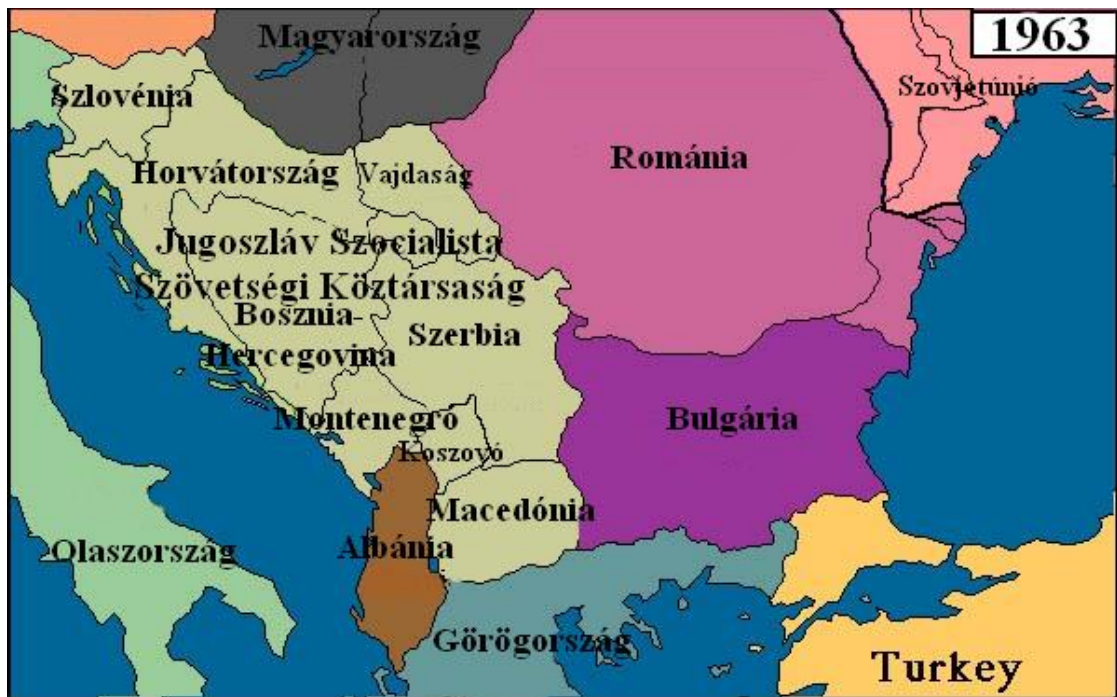 Magyarország
1963
Szlovénia
Szovjetúnió
Horvátország
Vajdaság
Románia
Jugoszláv Szocialista
Szövetségi Köztársaság
Bosznia
Hercegovina
Szerbia
Montenegró
Koszovó
Bulgária
Macedónia
Olaszország
Albánia
Görögország
Turkey